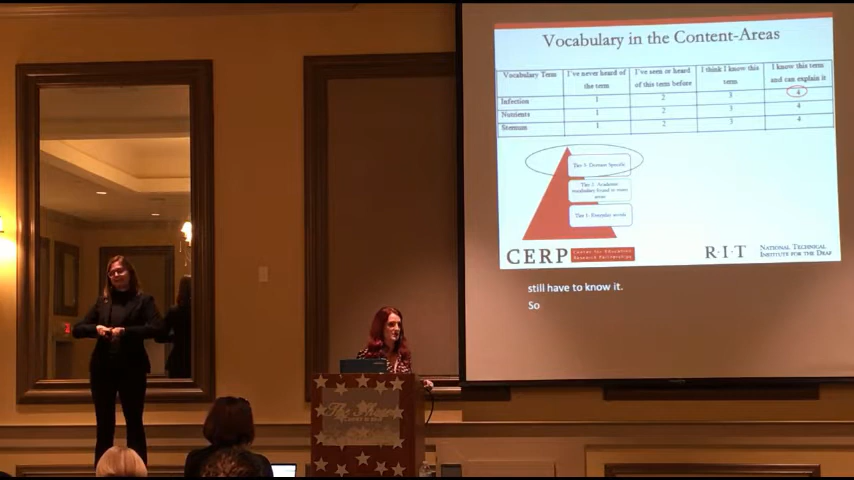 Vocabulary in the Content-Areas
Vocabulary Term
I've never heard of the term
I've seen or heard of this term before
I think I know this term
I know this term and can explain it
Infection 1 2 3 4
Nutrients 1 2 3 4
Sternum 1 2 3 4
Tier 3: Domain Specific
Tier 2: Academic
vocabulary found in many
areas
Tier 1: Everyday words
CERP Center for Education
Research Partnerships
R·I·T NATIONAL TECHNICAL
INSTITUTE FOR THE DEAF
still have to know it.
So